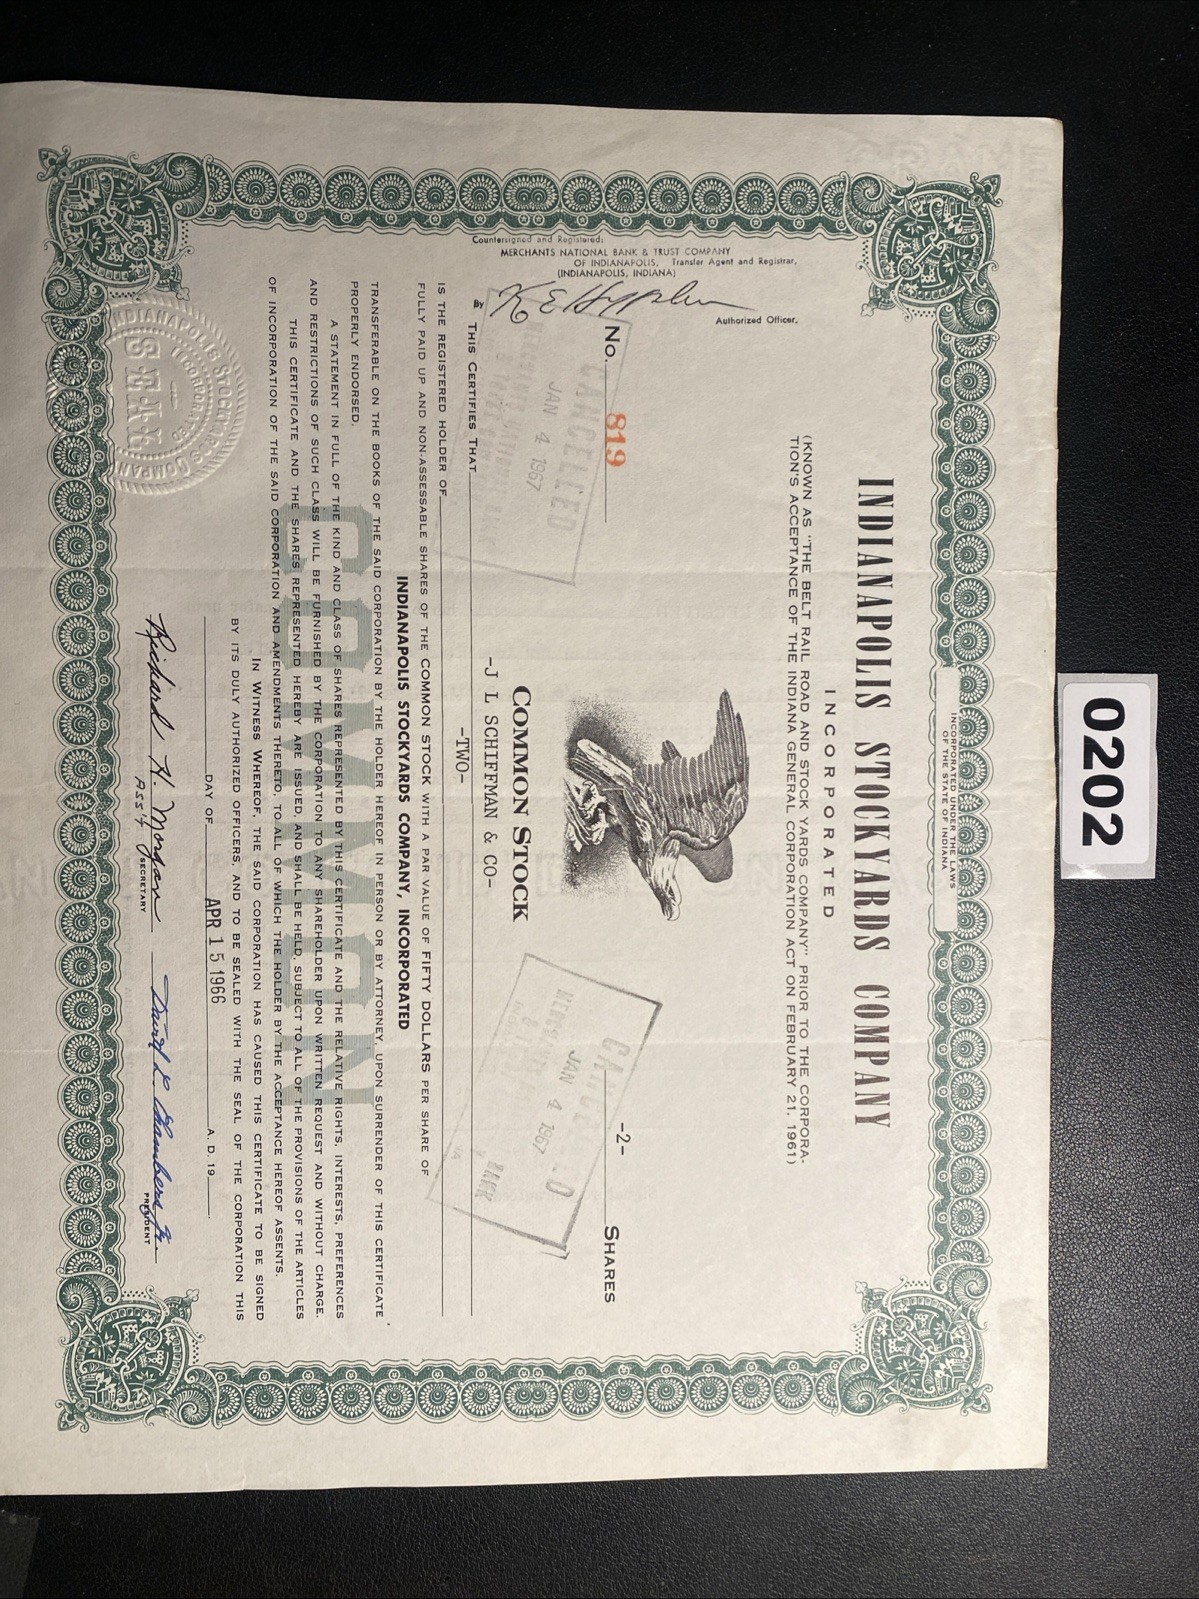 0202
INCORPORATED UNDER THE LAWS
OF THE STATE OF INDIANA
INDIANAPOLIS STOCKYARDS COMPANY
INCORPORATED
(KNOWN AS "THE BELT RAIL ROAD AND STOCK YARDS COMPANY" PRIOR TO THE CORPORA-
TION'S ACCEPTANCE OF THE INDIANA GENERAL CORPORATION ACT ON FEBRUARY 21, 1961)
No. 819
-2- SHARES
CANCELLED
JAN 4 1967
MERCHANTS NATIONAL BANK
JAN 4 1967
BANK
COMMON STOCK
THIS CERTIFIES THAT -J L SCHIFFMAN & CO-
IS THE REGISTERED HOLDER OF -TWO-
FULLY PAID UP AND NON-ASSESSABLE SHARES OF THE COMMON STOCK WITH A PAR VALUE OF FIFTY DOLLARS PER SHARE OF
INDIANAPOLIS STOCKYARDS COMPANY, INCORPORATED
TRANSFERABLE ON THE BOOKS OF THE SAID CORPORATION BY THE HOLDER HEREOF IN PERSON OR BY ATTORNEY, UPON SURRENDER OF THIS CERTIFICATE
PROPERLY ENDORSED.
A STATEMENT IN FULL OF THE KIND AND CLASS OF SHARES REPRESENTED BY THIS CERTIFICATE AND THE RELATIVE RIGHTS, INTERESTS, PREFERENCES
AND RESTRICTIONS OF SUCH CLASS WILL BE FURNISHED BY THE CORPORATION TO ANY SHAREHOLDER UPON WRITTEN REQUEST AND WITHOUT CHARGE.
THIS CERTIFICATE AND THE SHARES REPRESENTED HEREBY ARE ISSUED, AND SHALL BE HELD, SUBJECT TO ALL OF THE PROVISIONS OF THE ARTICLES
OF INCORPORATION OF THE SAID CORPORATION AND AMENDMENTS THERETO, TO ALL OF WHICH THE HOLDER BY THE ACCEPTANCE HEREOF ASSENTS.
COMMON
IN WITNESS WHEREOF, THE SAID CORPORATION HAS CAUSED THIS CERTIFICATE TO BE SIGNED
BY ITS DULY AUTHORIZED OFFICERS, AND TO BE SEALED WITH THE SEAL OF THE CORPORATION THIS
DAY OF APR 15 1966 A. D. 19
Richard H. Morgan David L. Chambers Jr.
Ass't SECRETARY PRESIDENT
INDIANAPOLIS STOCKYARDS COMPANY
INCORPORATED
SEAL
Countersigned and Registered:
MERCHANTS NATIONAL BANK & TRUST COMPANY
OF INDIANAPOLIS, Transfer Agent and Registrar,
(INDIANAPOLIS, INDIANA)
BY
Authorized Officer.